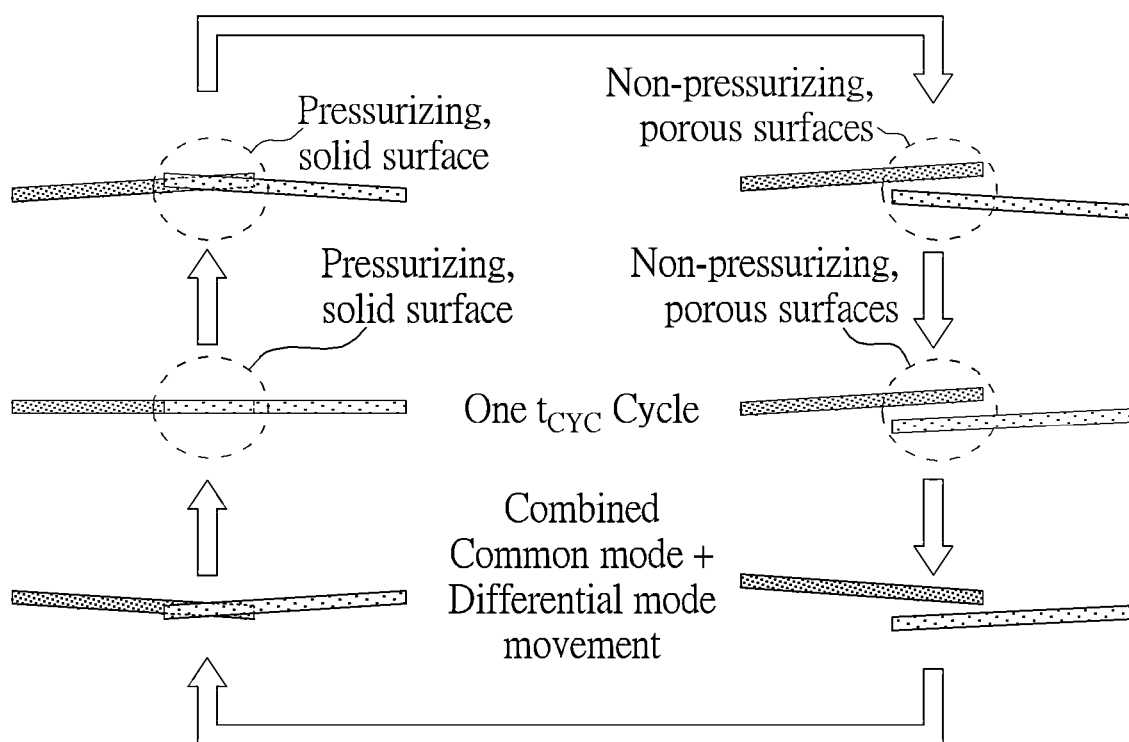 Pressurizing,
solid surface
Non-pressurizing,
porous surfaces
Pressurizing,
solid surface
Non-pressurizing,
porous surfaces
One tCYC Cycle
Combined
Common mode +
Differential mode
movement